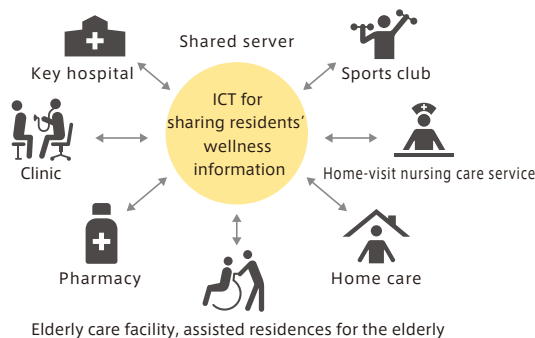 Shared server
Key hospital
Sports club
ICT for
sharing residents’
wellness
information
Clinic
Home-visit nursing care service
Pharmacy
Home care
Elderly care facility, assisted residences for the elderly